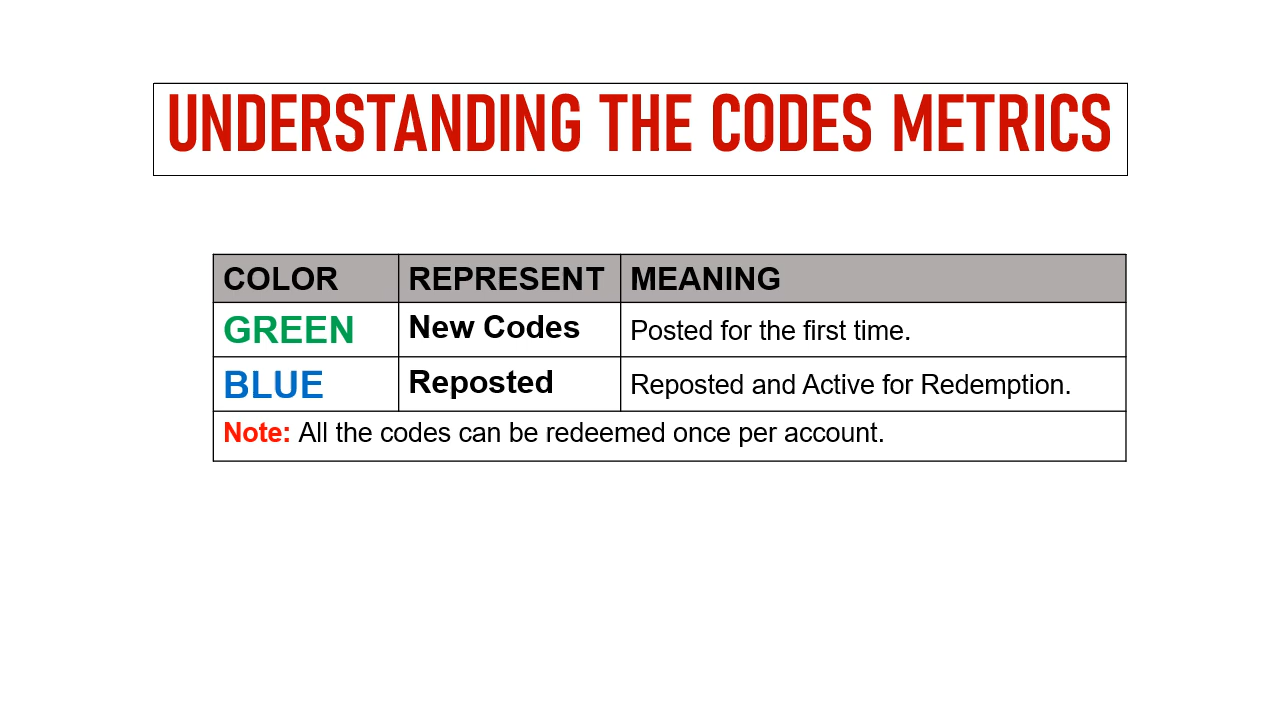 UNDERSTANDING THE CODES METRICS
COLOR REPRESENT MEANING
GREEN New Codes Posted for the first time.
BLUE Reposted Reposted and Active for Redemption.
Note: All the codes can be redeemed once per account.